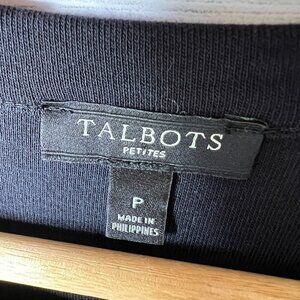 TALBOTS
PETITES
P
MADE IN
PHILIPPINES